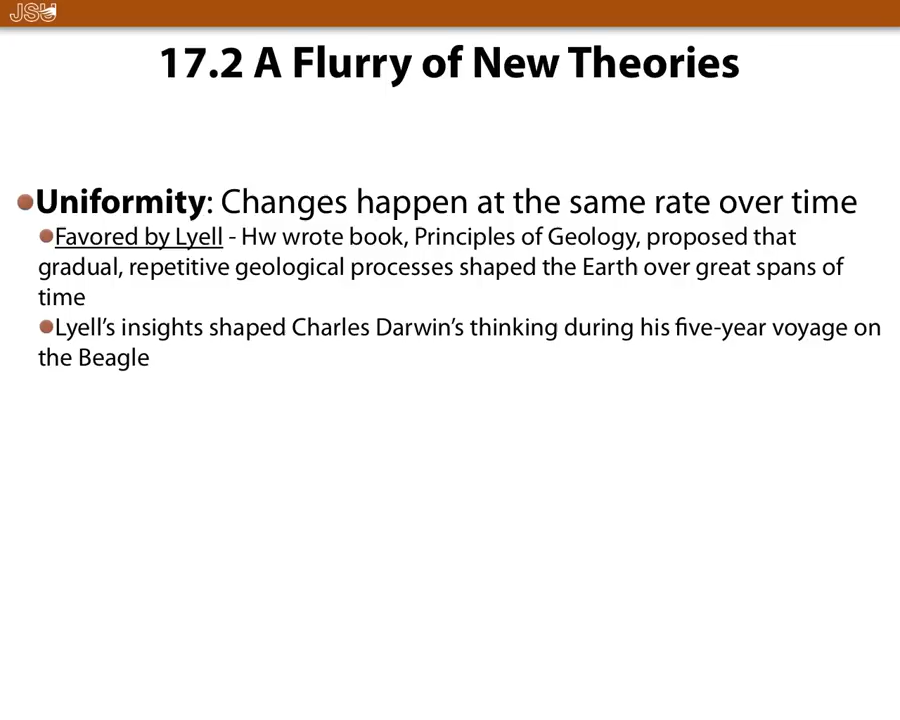 JSU
17.2 A Flurry of New Theories
Uniformity: Changes happen at the same rate over time
Favored by Lyell - Hw wrote book, Principles of Geology, proposed that
gradual, repetitive geological processes shaped the Earth over great spans of
time
Lyell’s insights shaped Charles Darwin’s thinking during his five-year voyage on
the Beagle